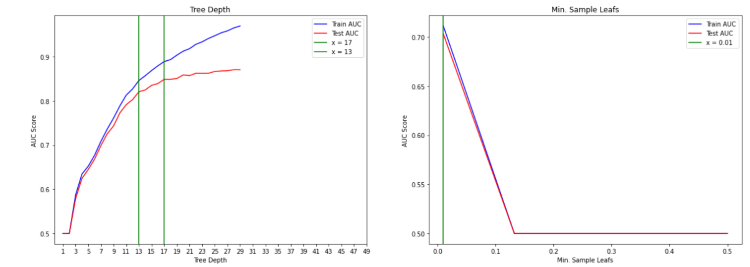 Tree Depth
Train AUC
Test AUC
x = 17
x = 13
AUC Score
0.9
0.8
0.7
0.6
0.5
1 3 5 7 9 11 13 15 17 19 21 23 25 27 29 31 33 35 37 39 41 43 45 47 49
Tree Depth
Min. Sample Leafs
Train AUC
Test AUC
x = 0.01
AUC Score
0.70
0.65
0.60
0.55
0.50
0.0 0.1 0.2 0.3 0.4 0.5
Min. Sample Leafs